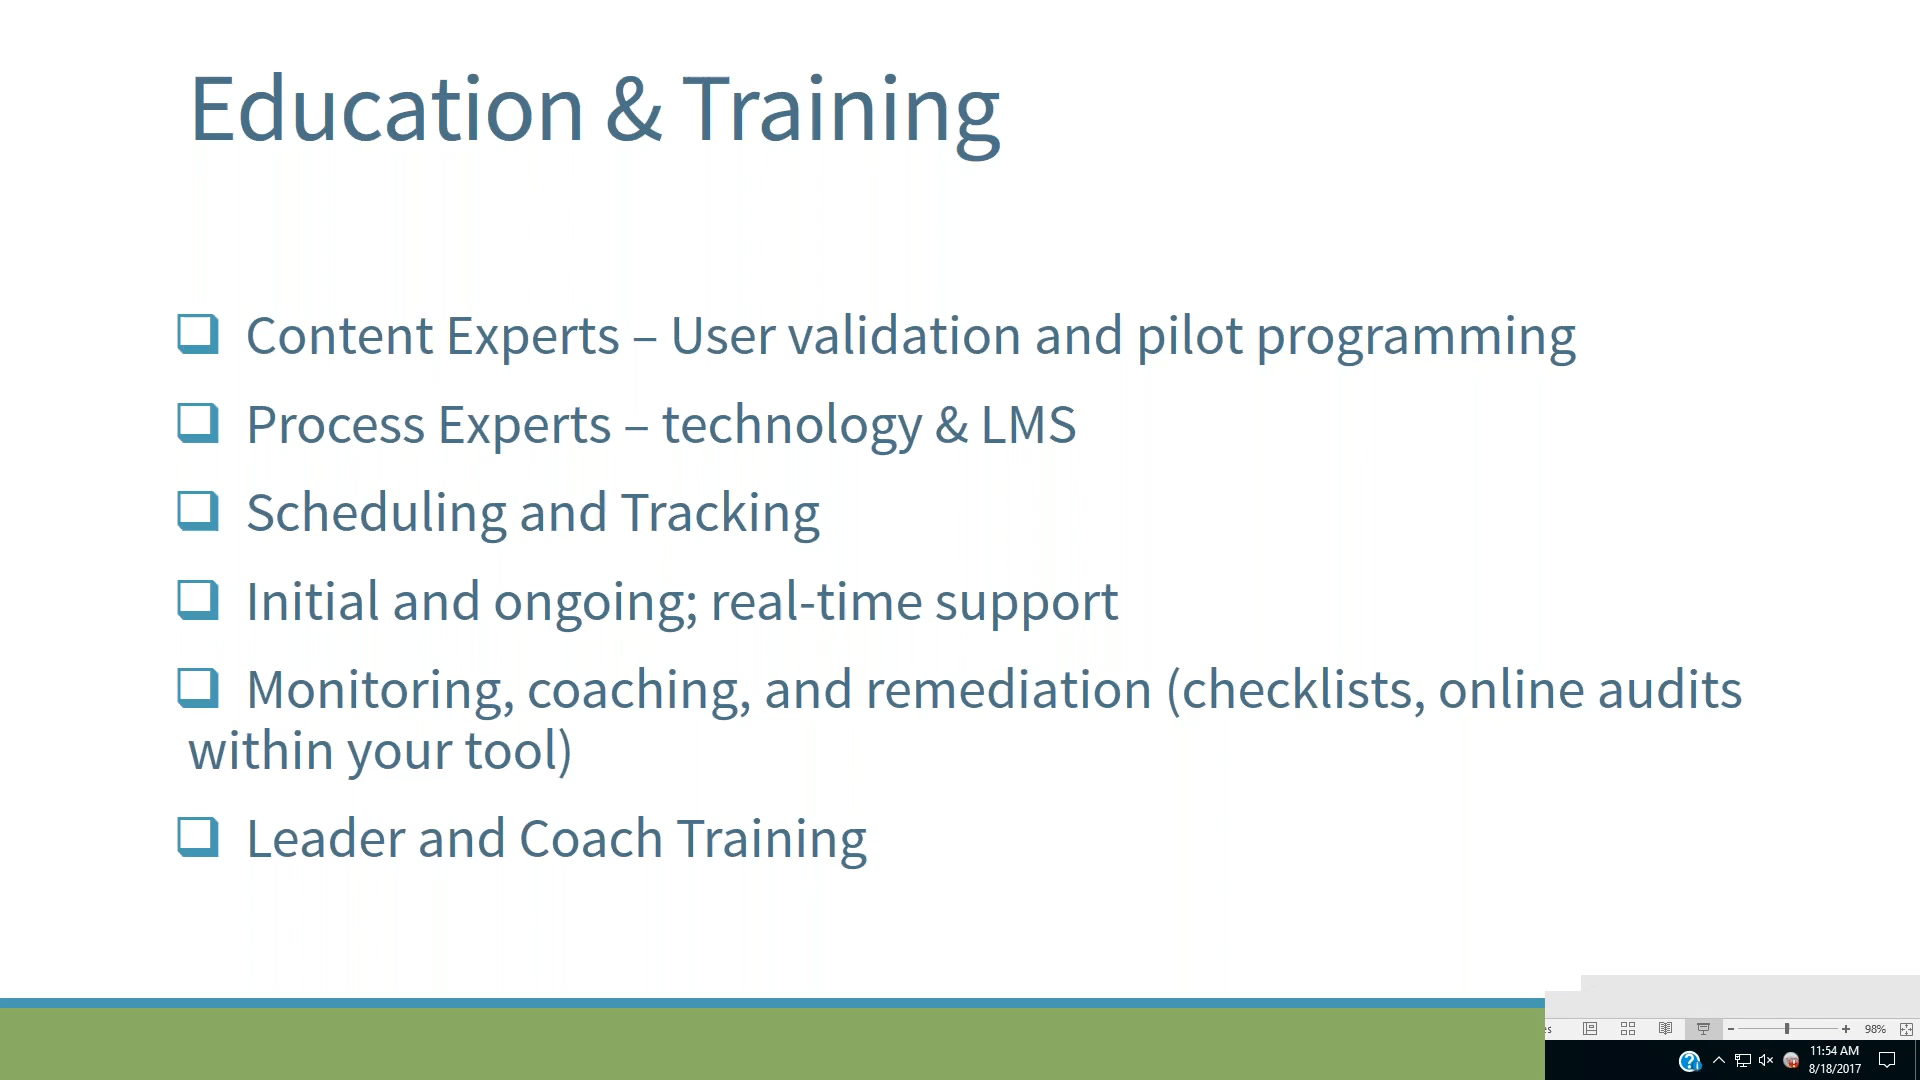 Education & Training
Content Experts – User validation and pilot programming
Process Experts – technology & LMS
Scheduling and Tracking
Initial and ongoing; real-time support
Monitoring, coaching, and remediation (checklists, online audits
within your tool)
Leader and Coach Training
98%
11:54 AM
8/18/2017